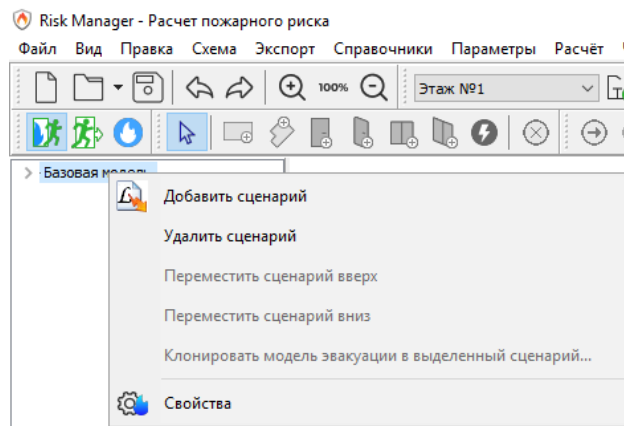 Risk Manager - Расчет пожарного риска
Файл Вид Правка Схема Экспорт Справочники Параметры Расчёт
100% Этаж №1
Базовая модель
Добавить сценарий
Удалить сценарий
Переместить сценарий вверх
Переместить сценарий вниз
Клонировать модель эвакуации в выделенный сценарий...
Свойства